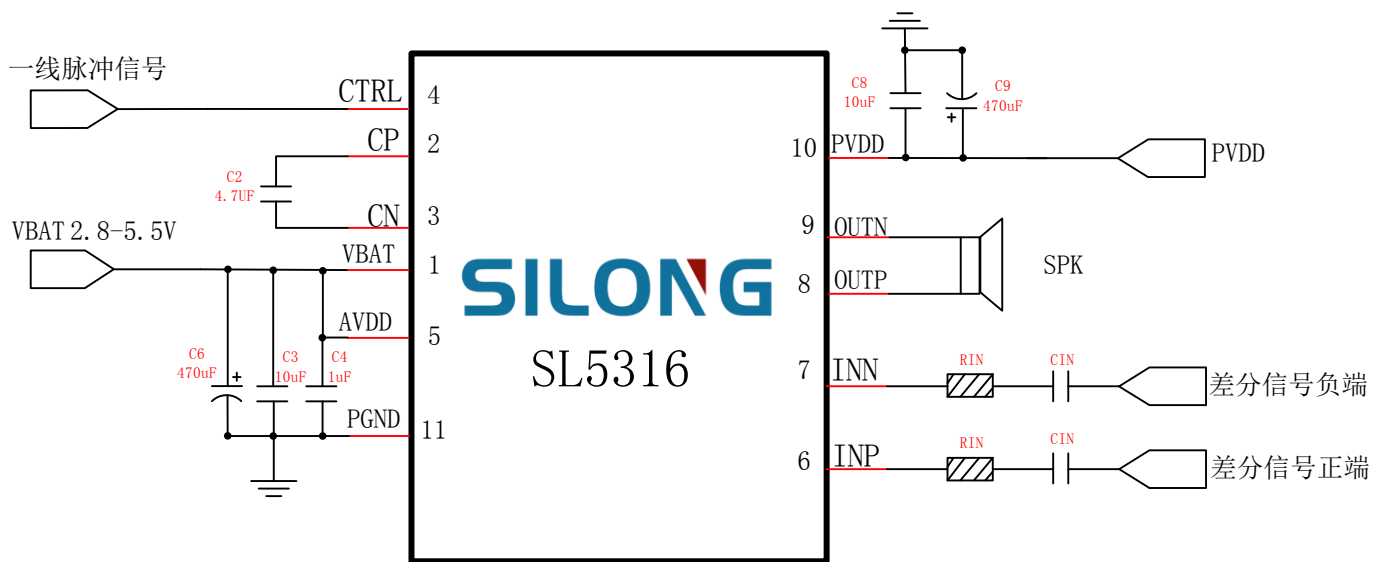 一线脉冲信号
CTRL 4
CP 2
C2
4.7UF
CN 3
VBAT 2.8-5.5V
VBAT 1
AVDD 5
C6
470uF
+
C3
10uF
C4
1uF
PGND 11
SILONG
SL5316
C8
10uF
C9
470uF
+
10 PVDD
PVDD
9 OUTN
8 OUTP
SPK
7 INN
RIN
CIN
差分信号负端
6 INP
RIN
CIN
差分信号正端